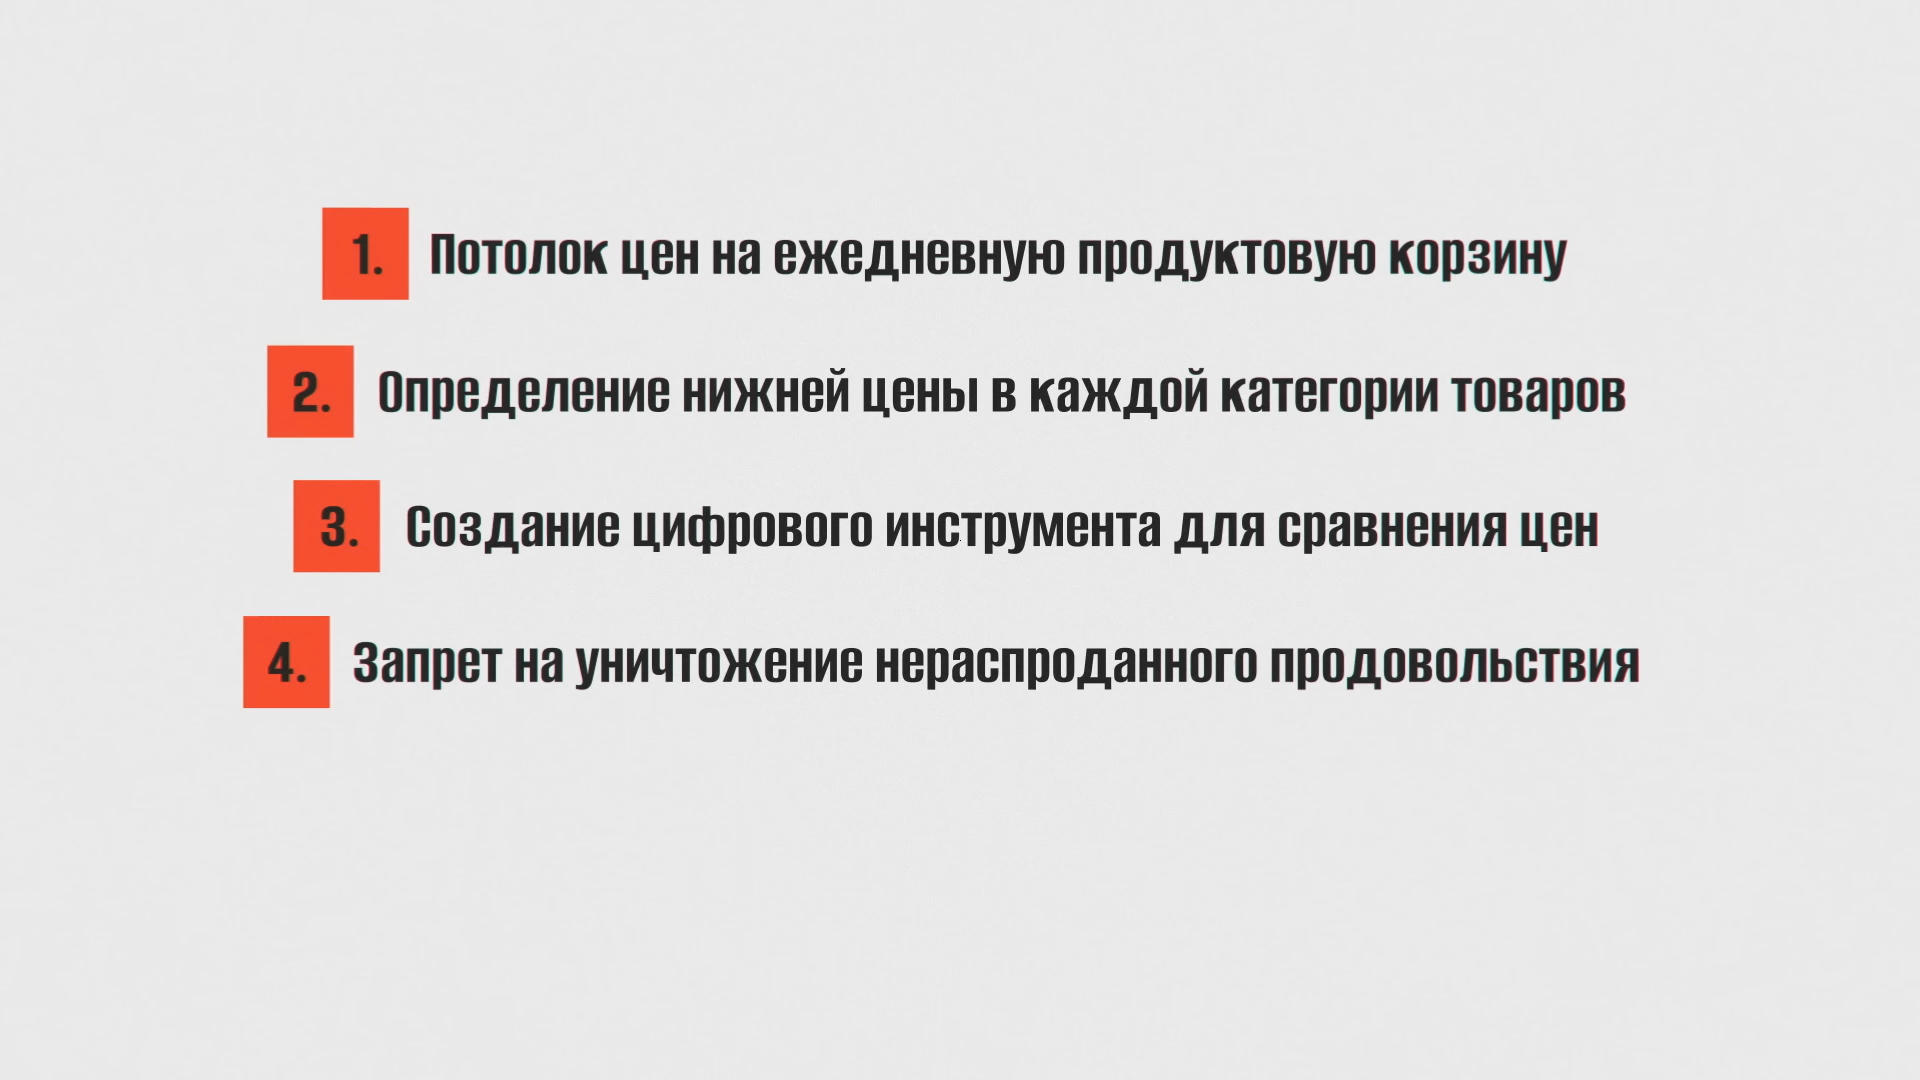 1. Потолок цен на ежедневную продуктовую корзину
2. Определение нижней цены в каждой категории товаров
3. Создание цифрового инструмента для сравнения цен
4. Запрет на уничтожение нераспроданного продовольствия